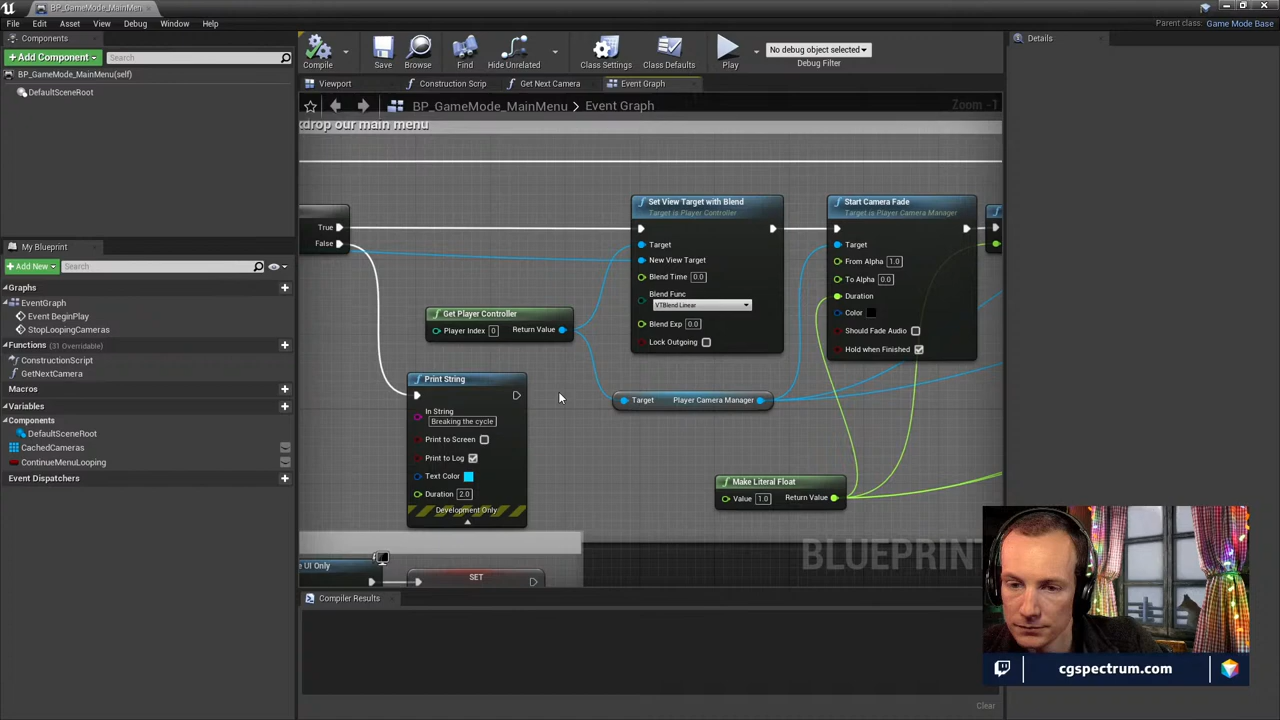 BP_GameMode_MainMen
File Edit Asset View Debug Window Help
Parent class: Game Mode Base
Components
Add Component
Search
BP_GameMode_MainMenu(self)
DefaultSceneRoot
My Blueprint
Add New
Search
Graphs
EventGraph
Event BeginPlay
StopLoopingCameras
Functions (31 Overridable)
ConstructionScript
GetNextCamera
Macros
Variables
Components
DefaultSceneRoot
CachedCameras
ContinueMenuLooping
Event Dispatchers
Compile
Save
Browse
Find
Hide Unrelated
Class Settings
Class Defaults
Play
No debug object selected
Debug Filter
Viewport
Construction Scrip
Get Next Camera
Event Graph
BP_GameMode_MainMenu > Event Graph
Zoom -1
kdrop our main menu
True
False
Get Player Controller
Player Index 0
Return Value
Print String
In String
Breaking the cycle
Print to Screen
Print to Log
Text Color
Duration 2.0
Development Only
Set View Target with Blend
Target is Player Controller
Target
New View Target
Blend Time 0.0
Blend Func
VTBlend Linear
Blend Exp 0.0
Lock Outgoing
Start Camera Fade
Target is Player Camera Manager
Target
From Alpha 1.0
To Alpha 0.0
Duration
Color
Should Fade Audio
Hold when Finished
Target
Player Camera Manager
Make Literal Float
Value 1.0
Return Value
e UI Only
SET
BLUEPRINT
Compiler Results
Clear
Details
cgspectrum.com